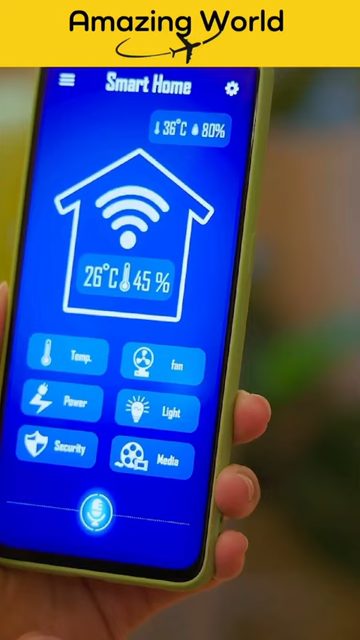 Amazing World
Smart Home
36°C 80%
26°C 45 %
Temp.
fan
Power
Light
Security
Media